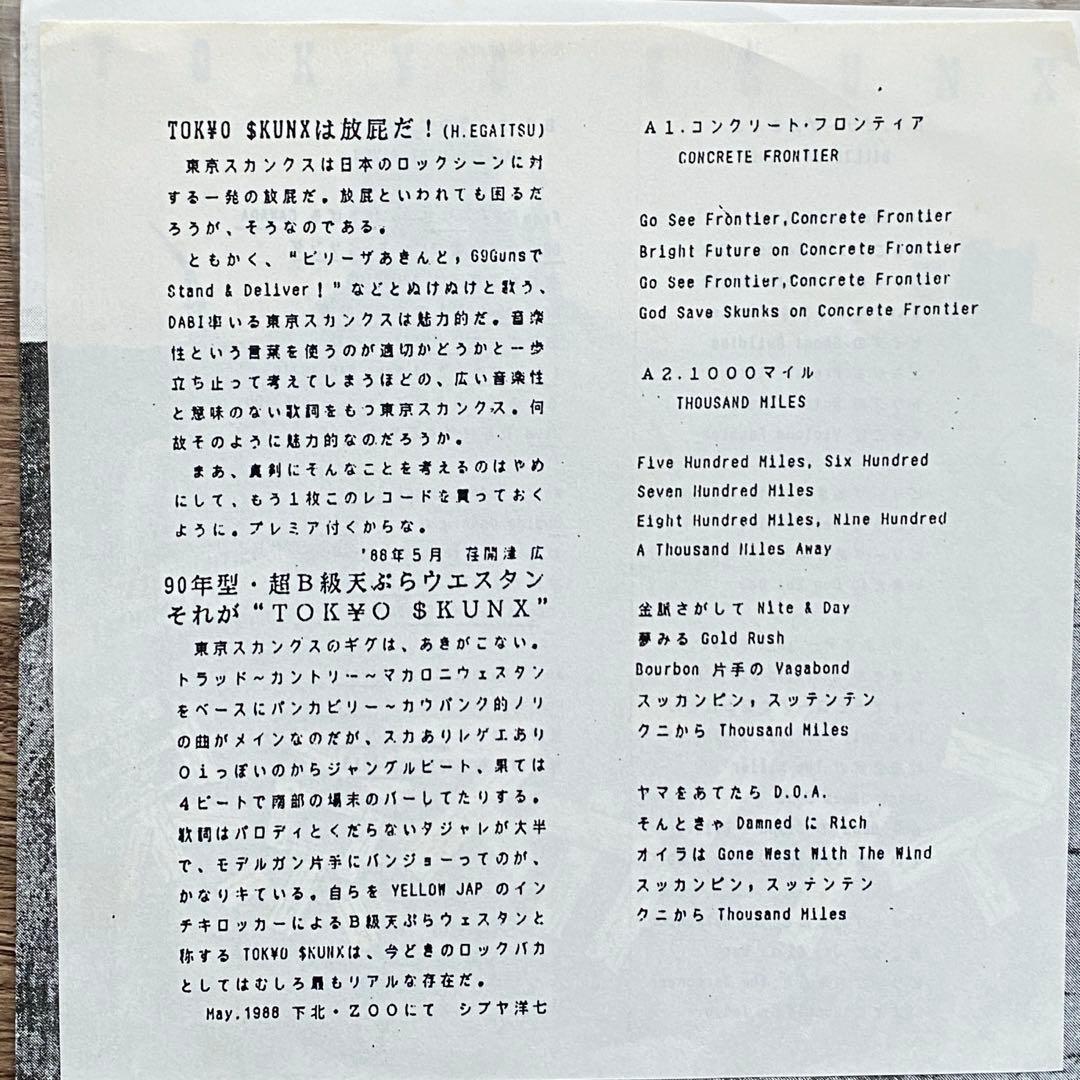 TOK¥O $KUNXは放屁だ！(H.EGAITSU)
東京スカンクスは日本のロックシーンに対
する一発の放屁だ。放屁といわれても困るだ
ろうが、そうなのである。
ともかく、“ビリーザあきんど，69Gunsで
Stand & Deliver！”などとぬけぬけと歌う、
DABI率いる東京スカンクスは魅力的だ。音楽
性という言葉を使うのが適切かどうかと一歩
立ち止って考えてしまうほどの、広い音楽性
と意味のない歌詞をもつ東京スカンクス。何
故そのように魅力的なのだろうか。
まあ、真剣にそんなことを考えるのはやめ
にして、もう１枚このレコードを買っておく
ように。プレミア付くからな。
'88年５月　荏開津 広
90年型・超Ｂ級天ぷらウエスタン
それが“ＴＯＫ¥Ｏ ＄ＫＵＮＸ”
東京スカンクスのギグは、あきがこない。
トラッド～カントリー～マカロニウェスタン
をベースにパンカビリー～カウパンク的ノリ
の曲がメインなのだが、スカありレゲエあり
Ｏｉっぽいのからジャングルビート、果ては
４ビートで南部の場末のバーしてたりする。
歌詞はパロディとくだらないダジャレが大半
で、モデルガン片手にバンジョーってのが、
かなりキている。自らを YELLOW JAP のイン
チキロッカーによるＢ級天ぷらウェスタンと
称する TOK¥O $KUNXは、今どきのロックバカ
としてはむしろ最もリアルな存在だ。
May.1988 下北・ＺＯＯにて　シブヤ洋七
Ａ１.コンクリート・フロンティア
CONCRETE FRONTIER
Go See Frontier,Concrete Frontier
Bright Future on Concrete Frontier
Go See Frontier,Concrete Frontier
God Save Skunks on Concrete Frontier
Ａ２.１０００マイル
THOUSAND MILES
Five Hundred Miles, Six Hundred
Seven Hundred Miles
Eight Hundred Miles, Nine Hundred
A Thousand Miles Away
金脈さがして Nite & Day
夢みる Gold Rush
Bourbon 片手の Vagabond
スッカンピン，スッテンテン
クニから Thousand Miles
ヤマをあてたら D.O.A.
そんときゃ Damned に Rich
オイラは Gone West With The Wind
スッカンピン，スッテンテン
クニから Thousand Miles